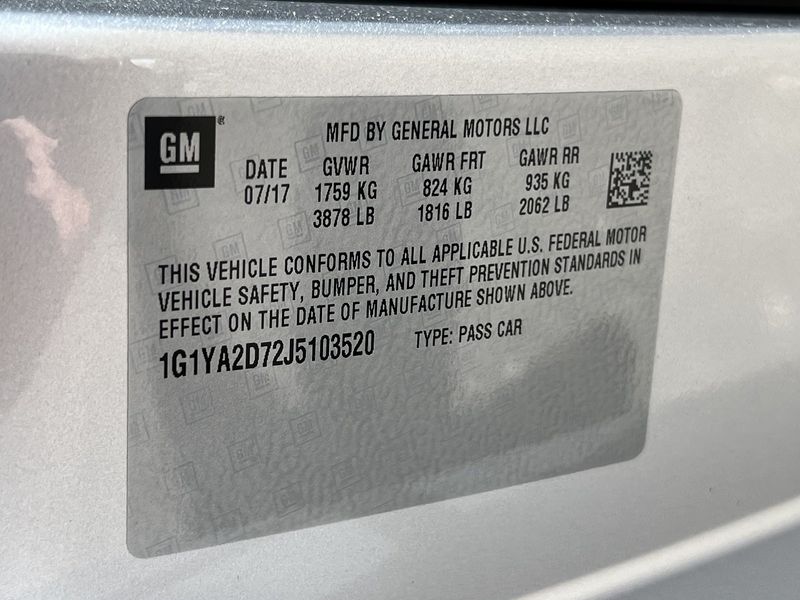 GM®
MFD BY GENERAL MOTORS LLC
DATE GVWR GAWR FRT GAWR RR
07/17 1759 KG 824 KG 935 KG
3878 LB 1816 LB 2062 LB
THIS VEHICLE CONFORMS TO ALL APPLICABLE U.S. FEDERAL MOTOR
VEHICLE SAFETY, BUMPER, AND THEFT PREVENTION STANDARDS IN
EFFECT ON THE DATE OF MANUFACTURE SHOWN ABOVE.
1G1YA2D72J5103520 TYPE: PASS CAR